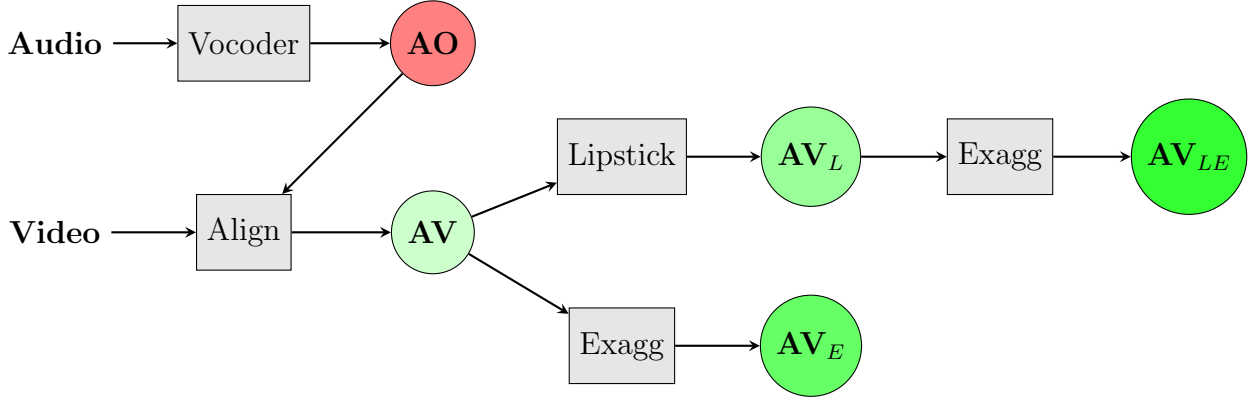 Audio
Vocoder
AO
Lipstick
AV_L
Exagg
AV_LE
Video
Align
AV
Exagg
AV_E